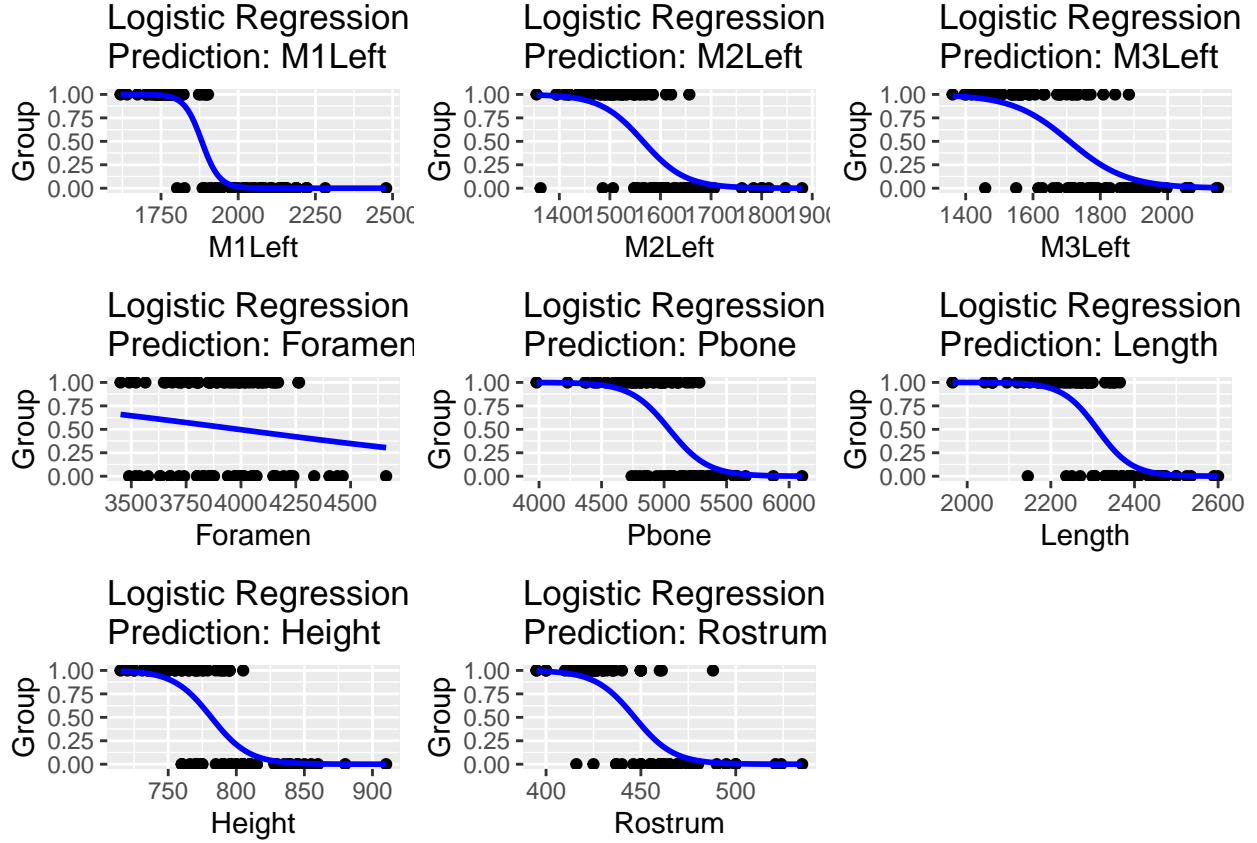 Logistic Regression
Prediction: M1Left
Group
1.00
0.75
0.50
0.25
0.00
1750 2000 2250 2500
M1Left
Logistic Regression
Prediction: M2Left
Group
1.00
0.75
0.50
0.25
0.00
1400 1500 1600 1700 1800 1900
M2Left
Logistic Regression
Prediction: M3Left
Group
1.00
0.75
0.50
0.25
0.00
1400 1600 1800 2000
M3Left
Logistic Regression
Prediction: Foramen
Group
1.00
0.75
0.50
0.25
0.00
3500 3750 4000 4250 4500
Foramen
Logistic Regression
Prediction: Pbone
Group
1.00
0.75
0.50
0.25
0.00
4000 4500 5000 5500 6000
Pbone
Logistic Regression
Prediction: Length
Group
1.00
0.75
0.50
0.25
0.00
2000 2200 2400 2600
Length
Logistic Regression
Prediction: Height
Group
1.00
0.75
0.50
0.25
0.00
750 800 850 900
Height
Logistic Regression
Prediction: Rostrum
Group
1.00
0.75
0.50
0.25
0.00
400 450 500
Rostrum